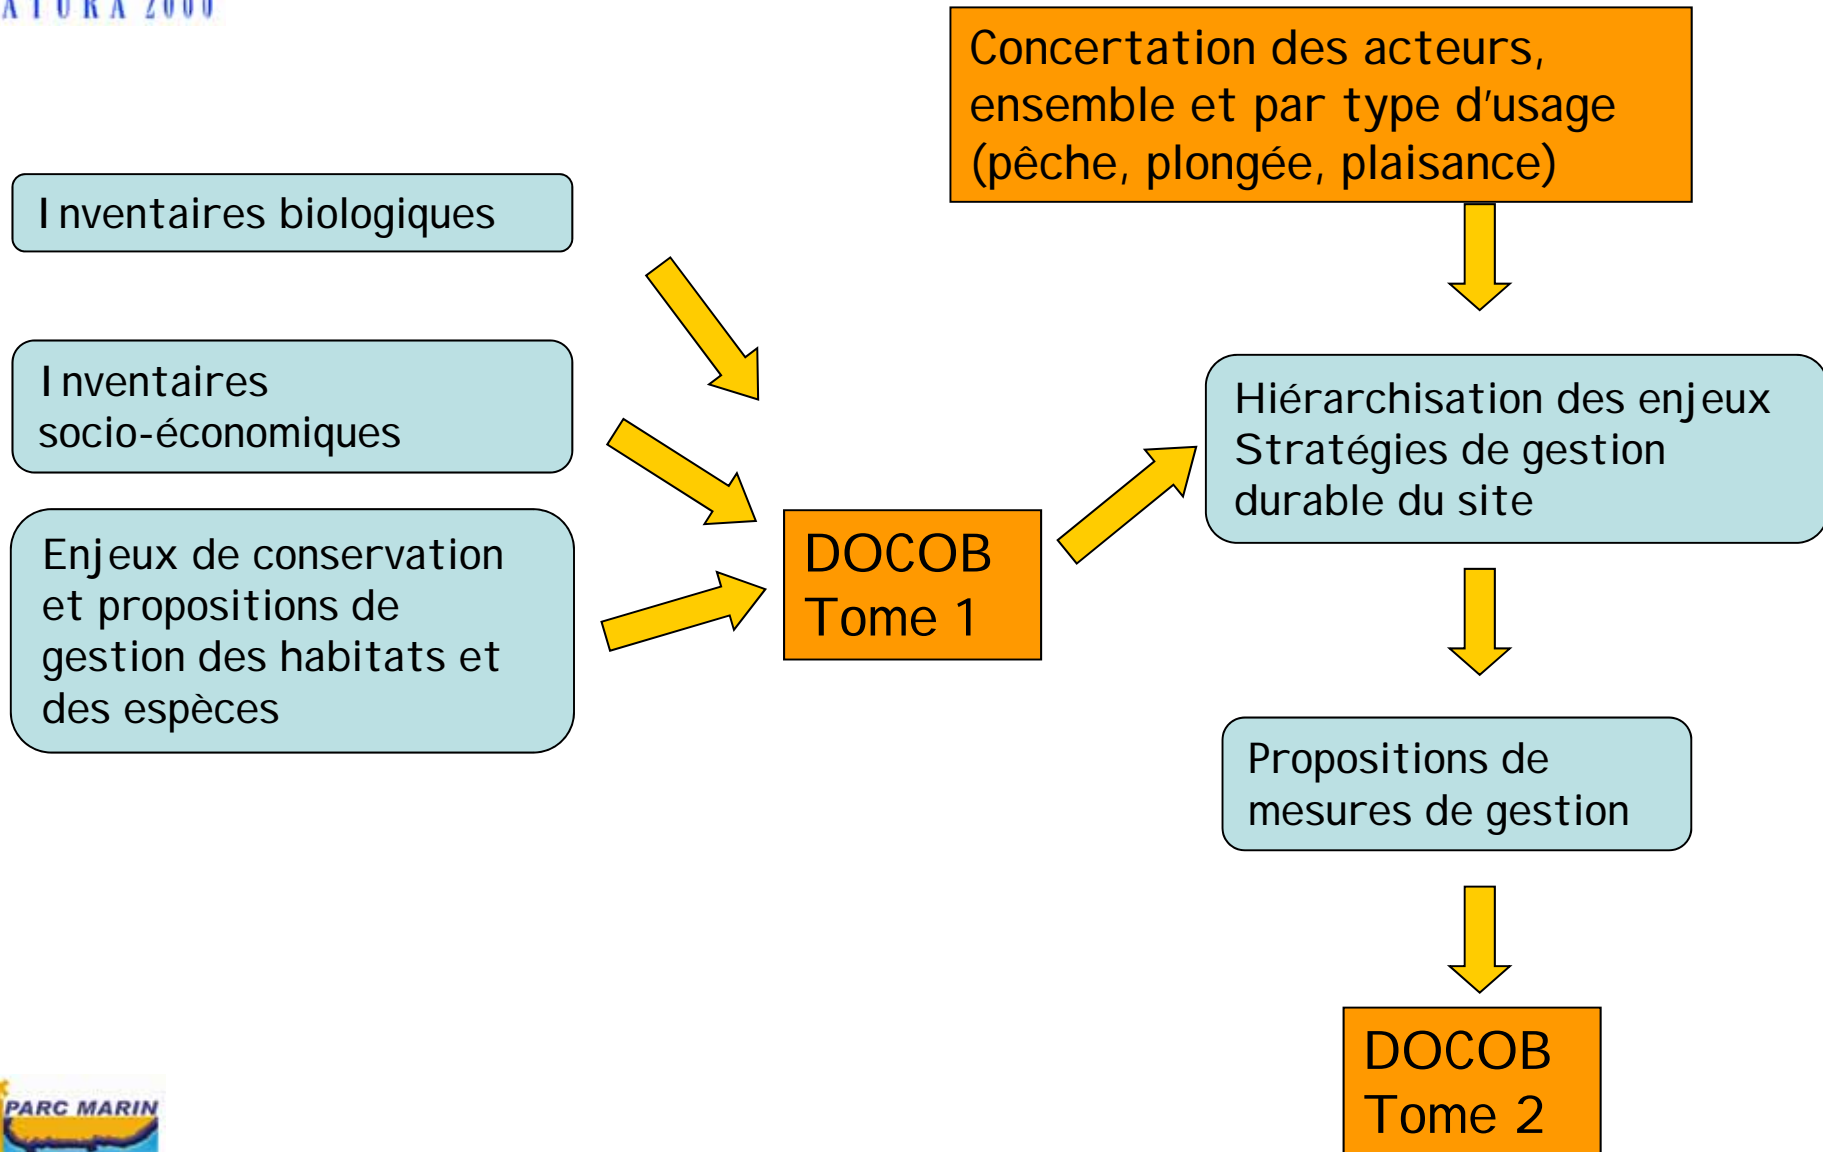 NATURA 2000
Concertation des acteurs,
ensemble et par type d'usage
(pêche, plongée, plaisance)
Inventaires biologiques
Inventaires
socio-économiques
Enjeux de conservation
et propositions de
gestion des habitats et
des espèces
DOCOB
Tome 1
Hiérarchisation des enjeux
Stratégies de gestion
durable du site
Propositions de
mesures de gestion
DOCOB
Tome 2
PARC MARIN